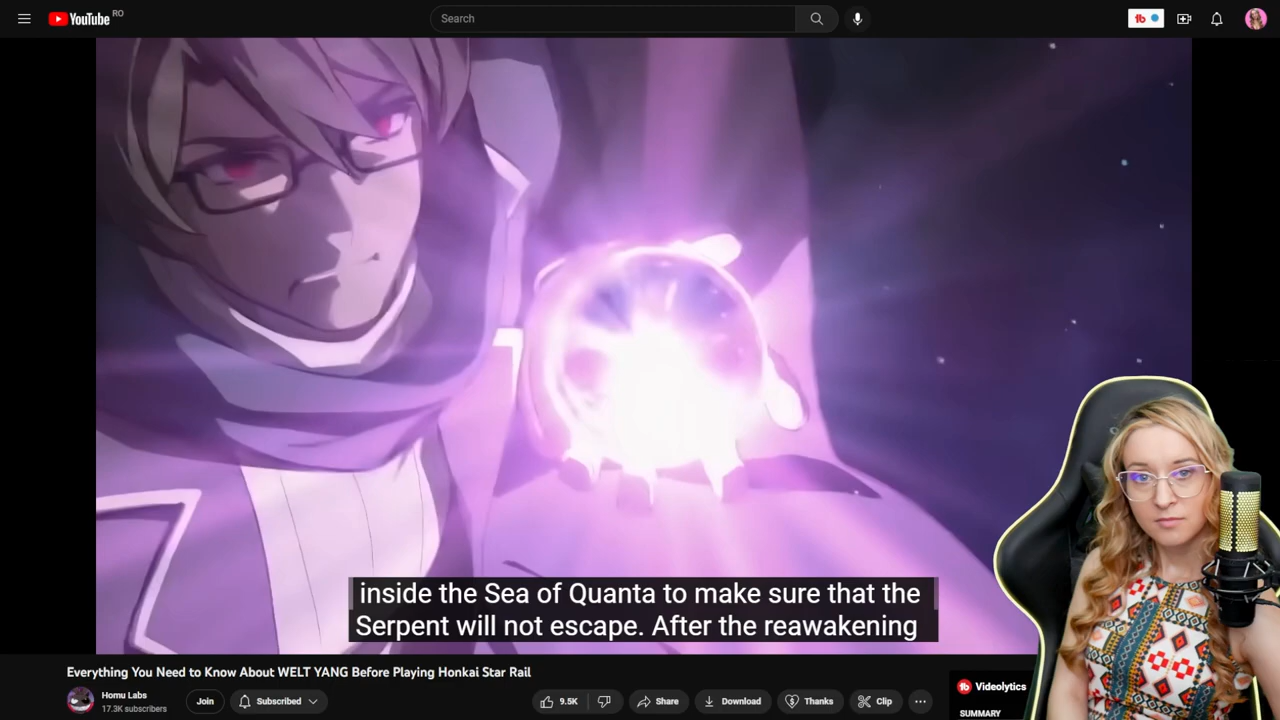 YouTube RO
Search
tb
inside the Sea of Quanta to make sure that the
Serpent will not escape. After the reawakening
Everything You Need to Know About WELT YANG Before Playing Honkai Star Rail
Homu Labs
17.3K subscribers
Join
Subscribed
9.5K
Share
Download
Thanks
Clip
tb Videolytics
SUMMARY